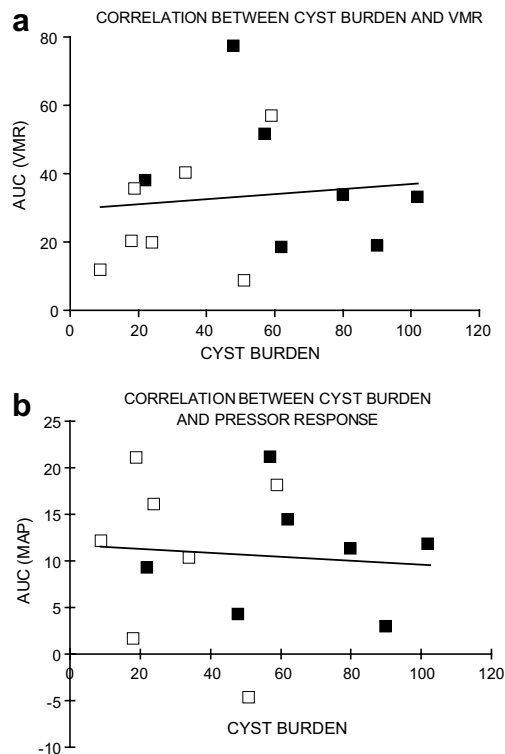 a
CORRELATION BETWEEN CYST BURDEN AND VMR
80
60
40
20
0
AUC (VMR)
0 20 40 60 80 100 120
CYST BURDEN
b
CORRELATION BETWEEN CYST BURDEN
AND PRESSOR RESPONSE
25
20
15
10
5
0
-5
-10
AUC (MAP)
0 20 40 60 80 100 120
CYST BURDEN